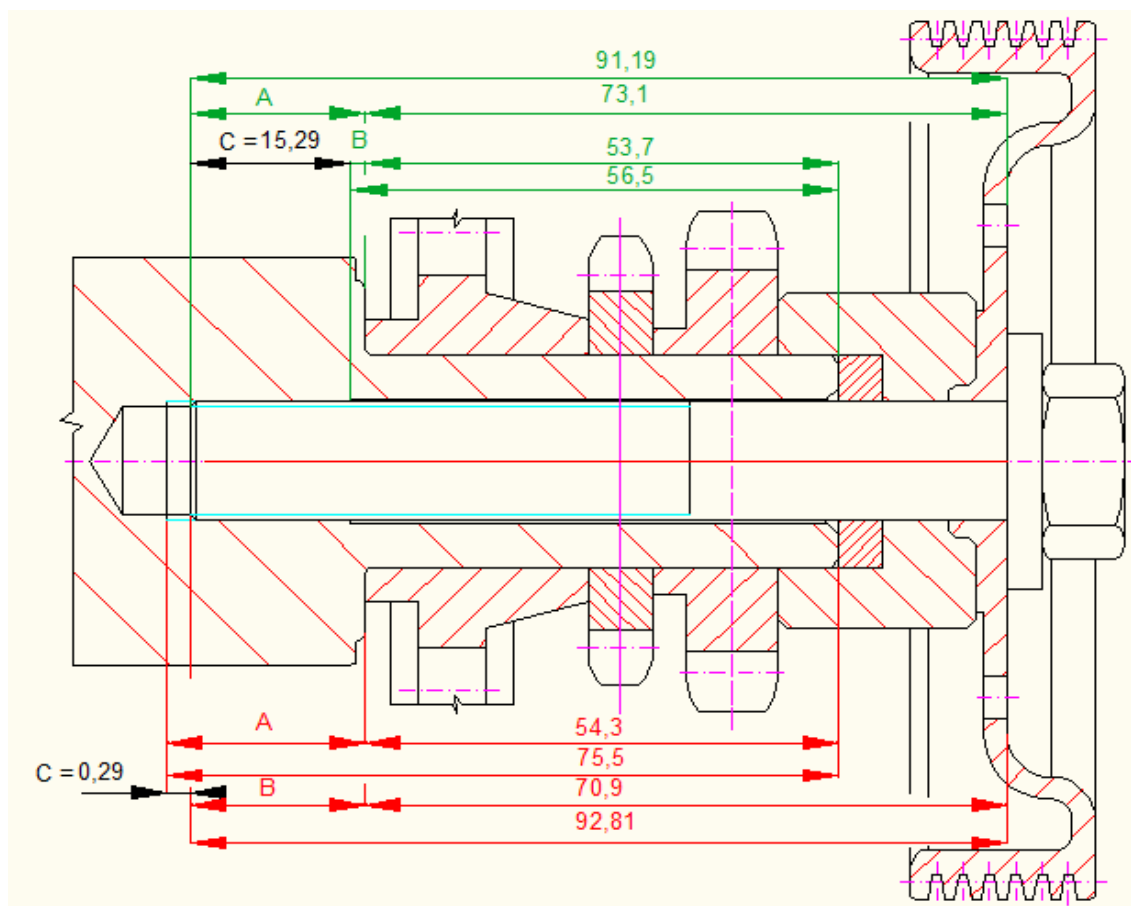 91,19
A
73,1
C =15,29
B
53,7
56,5
A
54,3
75,5
C =0,29
B
70,9
92,81